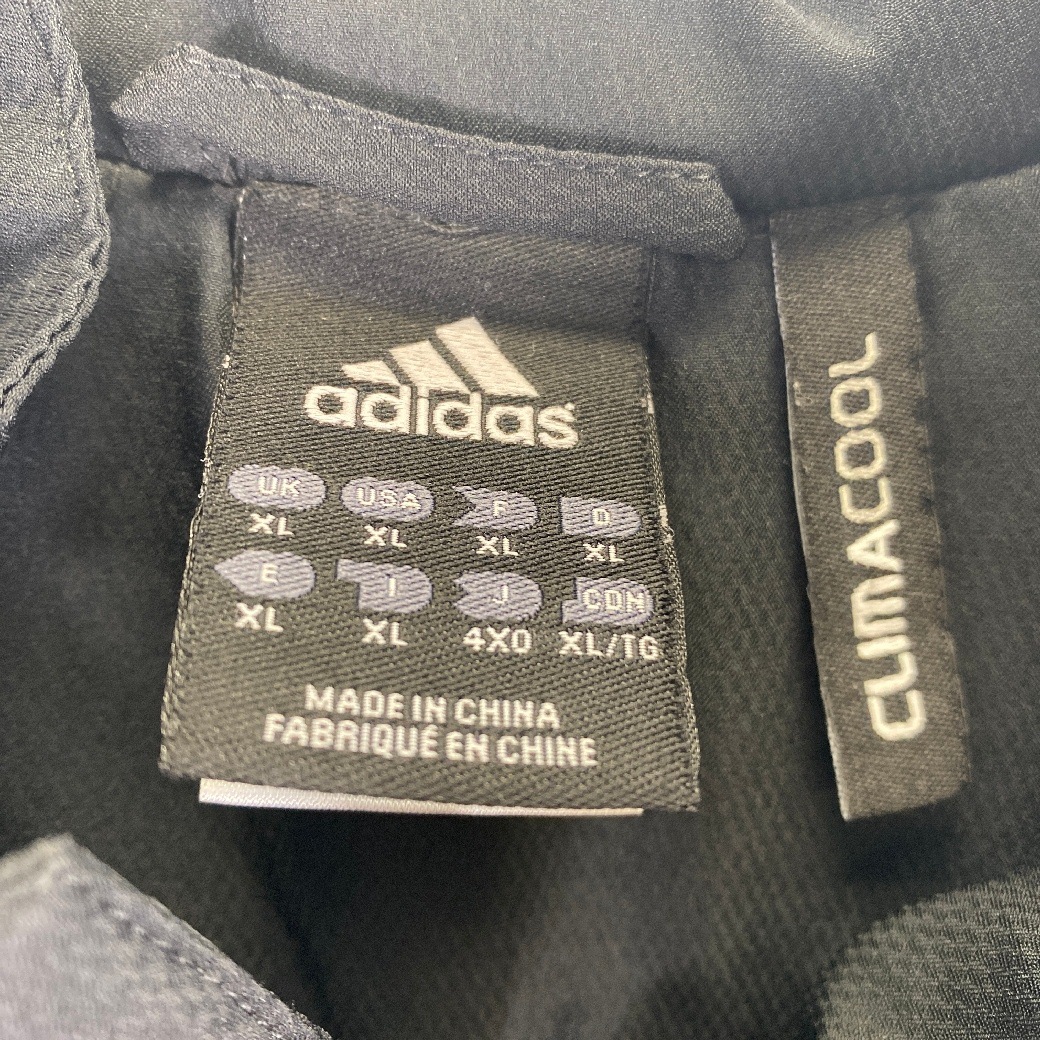 adidas
UK USA F D
XL XL XL XL
E I J CDN
XL XL 4XO XL/TG
MADE IN CHINA
FABRIQUÉ EN CHINE
CLIMACOOL